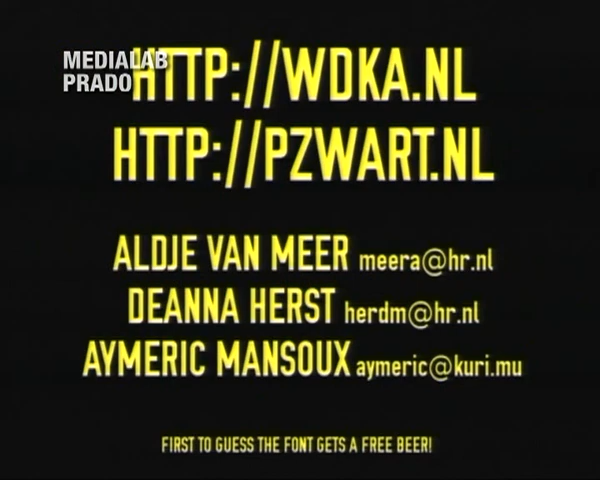 MEDIALAB
PRADO
HTTP://WDKA.NL
HTTP://PZWART.NL
ALDJE VAN MEER meera@hr.nl
DEANNA HERST herdm@hr.nl
AYMERIC MANSOUX aymeric@kuri.mu
FIRST TO GUESS THE FONT GETS A FREE BEER!